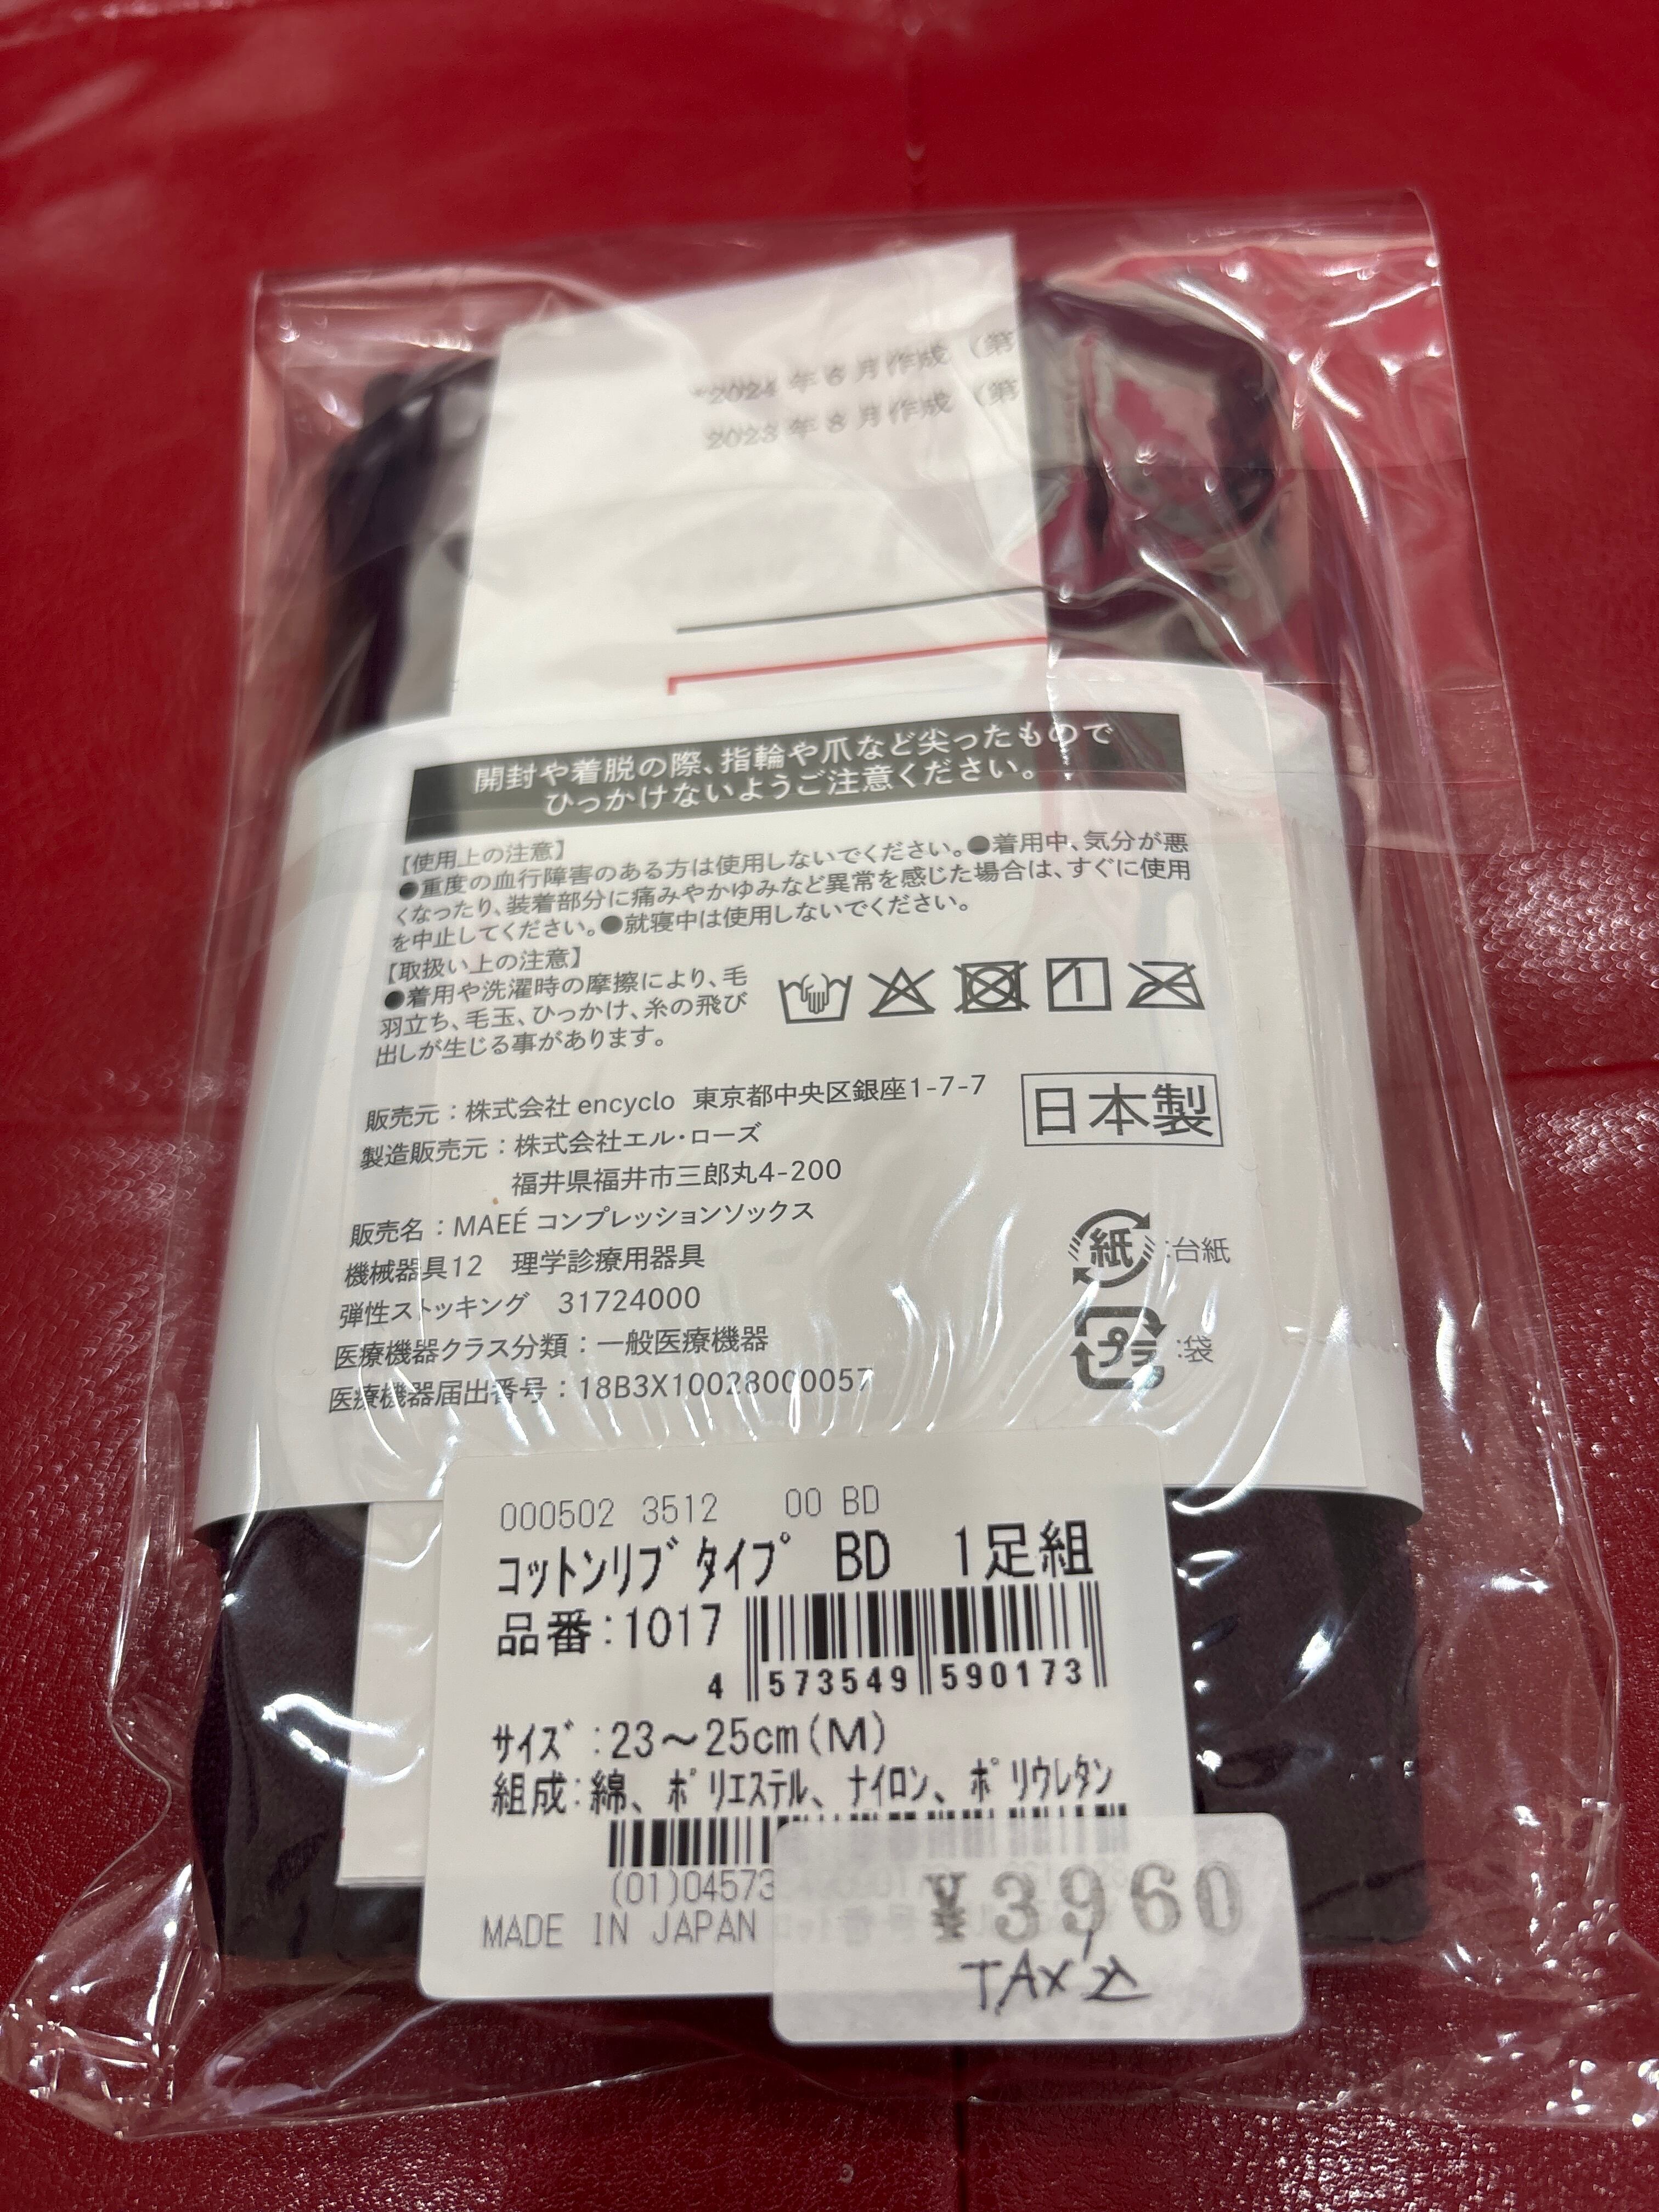 *2024 年 6 月作成 (第
2023 年 8 月作成 (第
開封や着脱の際、指輪や爪など尖ったもので
ひっかけないようご注意ください。
【使用上の注意】
●重度の血行障害のある方は使用しないでください。●着用中、気分が悪
くなったり、装着部分に痛みやかゆみなど異常を感じた場合は、すぐに使用
を中止してください。●就寝中は使用しないでください。
【取扱い上の注意】
●着用や洗濯時の摩擦により、毛
羽立ち、毛玉、ひっかけ、糸の飛び
出しが生じる事があります。
販売元:株式会社 encyclo 東京都中央区銀座1-7-7
製造販売元:株式会社エル・ローズ
福井県福井市三郎丸4-200
日本製
販売名:MAEÉ コンプレッションソックス
機械器具12 理学診療用器具
弾性ストッキング 31724000
医療機器クラス分類:一般医療機器
医療機器届出番号:18B3X10028000057
紙:台紙
プラ:袋
000502 3512 00 BD
コットンリブタイプ BD 1足組
品番:1017
4 573549 590173
サイズ:23〜25cm(M)
組成:綿、ポリエステル、ナイロン、ポリウレタン
(01)04573
MADE IN JAPAN
¥3960
TAX込